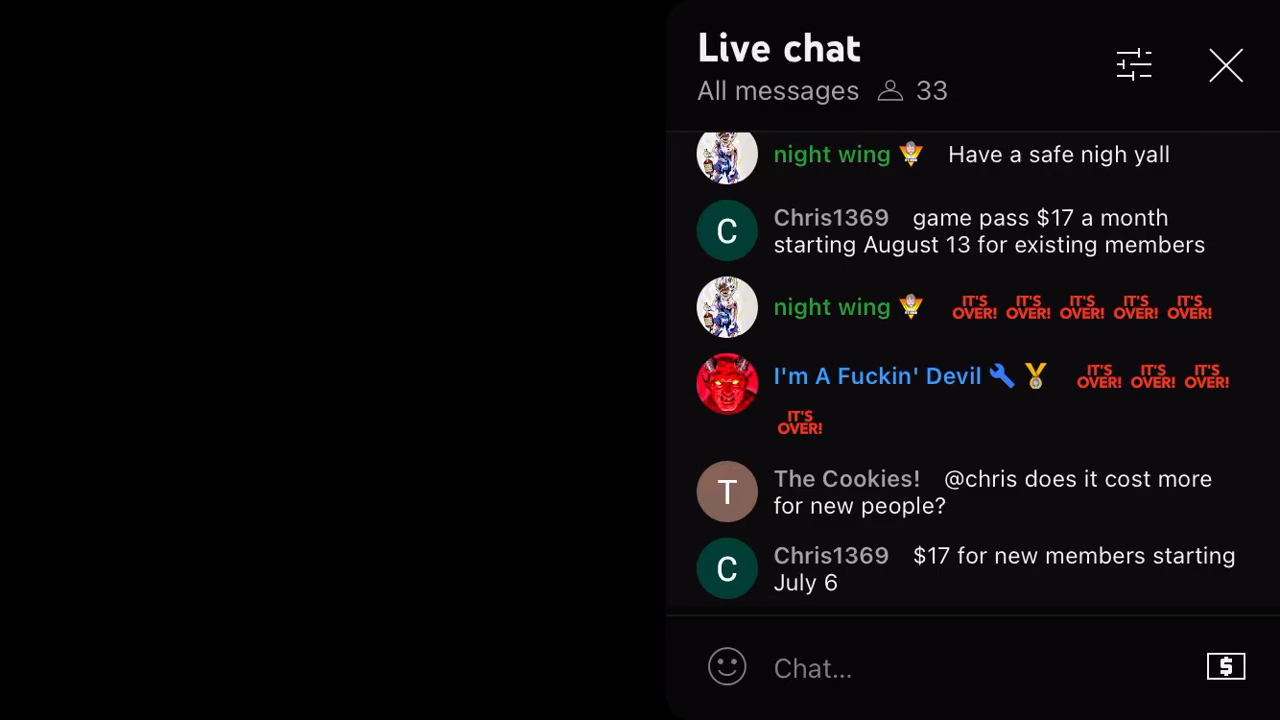 Live chat
All messages 33
night wing Have a safe nigh yall
C Chris1369 game pass $17 a month
starting August 13 for existing members
night wing IT'S OVER! IT'S OVER! IT'S OVER! IT'S OVER! IT'S OVER!
I'm A Fuckin' Devil IT'S OVER! IT'S OVER! IT'S OVER!
IT'S OVER!
T The Cookies! @chris does it cost more
for new people?
C Chris1369 $17 for new members starting
July 6
Chat... $